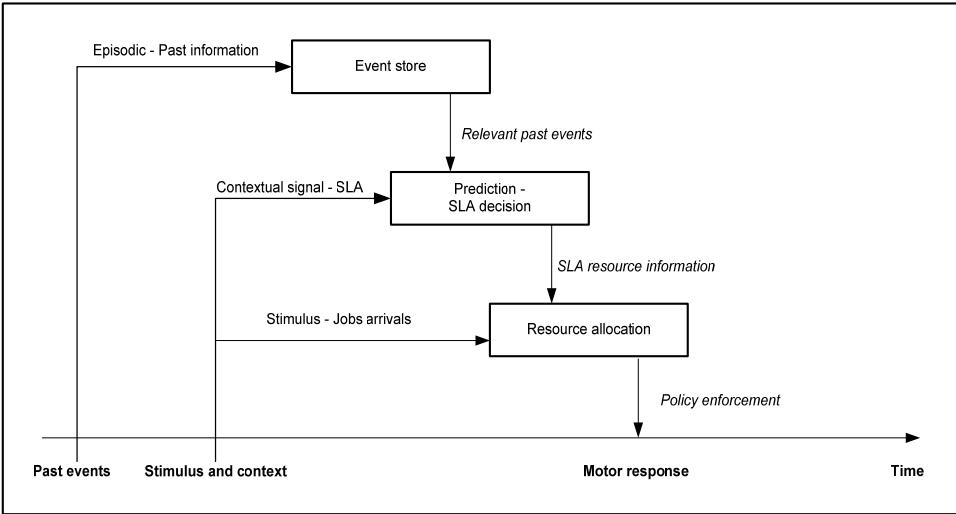 Episodic - Past information
Event store
Relevant past events
Contextual signal - SLA
Prediction -
SLA decision
SLA resource information
Stimulus - Jobs arrivals
Resource allocation
Policy enforcement
Past events
Stimulus and context
Motor response
Time